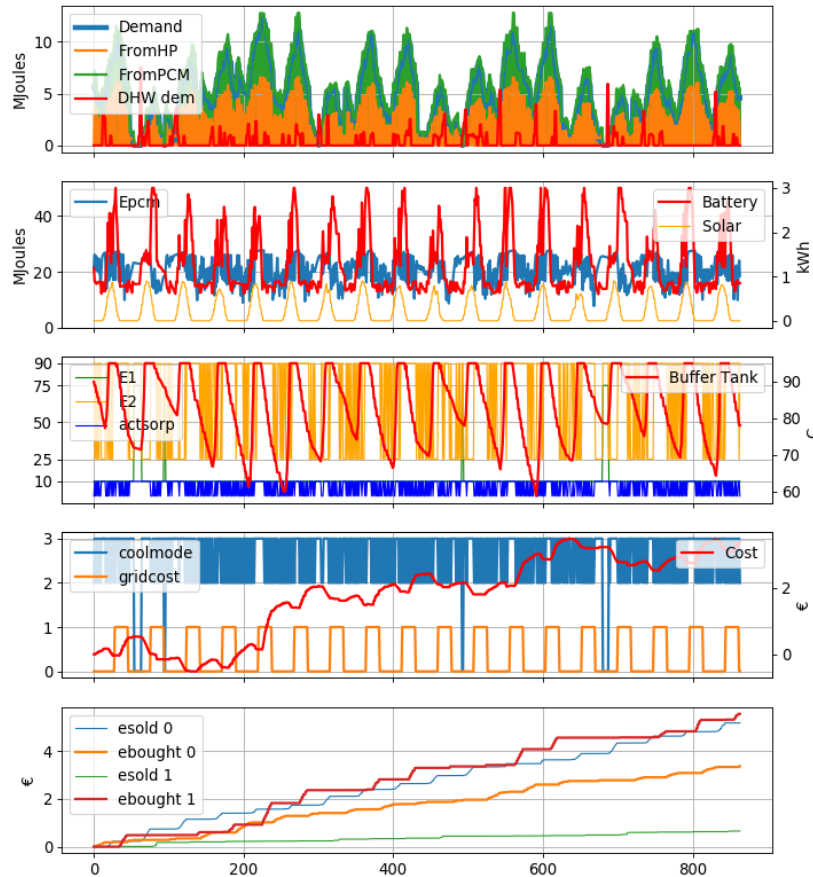 Demand
FromHP
FromPCM
DHW dem
MJoules
10
5
0
Epcm
Battery
Solar
MJoules
kWh
40
20
0
3
2
1
0
E1
E2
actsorp
Buffer Tank
90
75
50
25
10
90
80
70
60
C
coolmode
gridcost
Cost
3
2
1
0
2
0
€
esold 0
ebought 0
esold 1
ebought 1
€
4
2
0
0
200
400
600
800